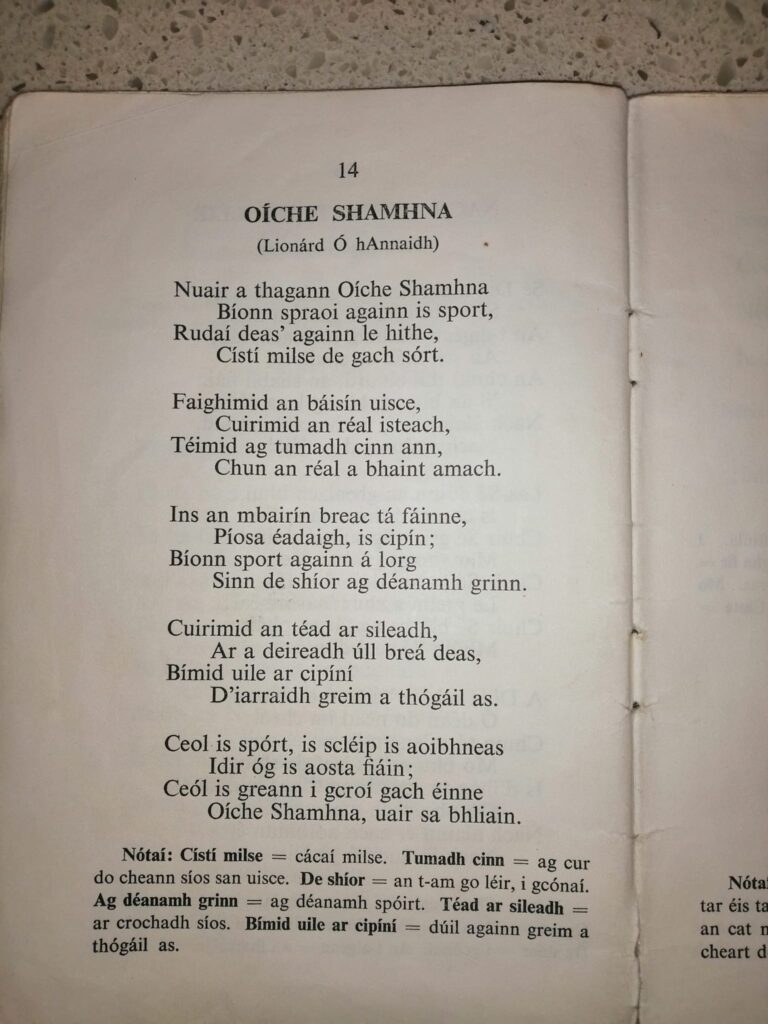 14
OÍCHE SHAMHNA
(Lionárd Ó hAnnaidh)
Nuair a thagann Oíche Shamhna
Bíonn spraoi againn is sport,
Rudaí deas' againn le hithe,
Cístí milse de gach sórt.
Faighimid an báisín uisce,
Cuirimid an réal isteach,
Téimid ag tumadh cinn ann,
Chun an réal a bhaint amach.
Ins an mbairín breac tá fáinne,
Píosa éadaigh, is cipín;
Bíonn sport againn á lorg
Sinn de shíor ag déanamh grinn.
Cuirimid an téad ar sileadh,
Ar a deireadh úll breá deas,
Bímid uile ar cipíní
D'iarraidh greim a thógáil as.
Ceol is spórt, is scléip is aoibhneas
Idir óg is aosta fiáin;
Ceól is greann i gcroí gach éinne
Oíche Shamhna, uair sa bhliain.
Nótaí: Cístí milse = cácaí milse. Tumadh cinn = ag cur
do cheann síos san uisce. De shíor = an t-am go léir, i gcónaí.
Ag déanamh grinn = ag déanamh spóirt. Téad ar sileadh =
ar crochadh síos. Bímid uile ar cipíní = dúil againn greim a
thógáil as.
Nótaí
tar éis ta
an cat
cheart d